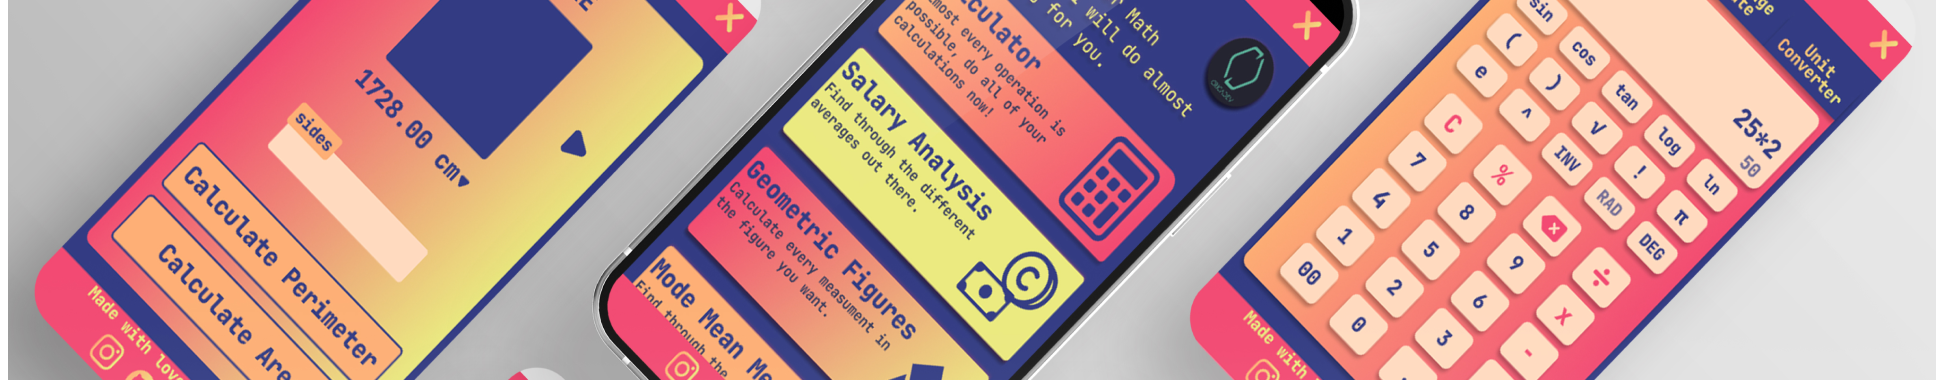 1728.00 cm▾
sides
Calculate Perimeter
Calculate Are
Made with love
Math
will do almost
for
you.
culator
most every operation is
possible, do all of your
calculations now!
Salary Analysis
Find through the different
averages out there.
Geometric Figures
Calculate every measument in
the figure you want.
Mode Mean Me
Find through the
Unit
Converter
25*2
50
sin
cos
tan
log
ln
(
)
√
!
π
e
^
INV
RAD
DEG
C
%
÷
7
8
9
X
4
5
6
-
1
2
3
00
0
Made with